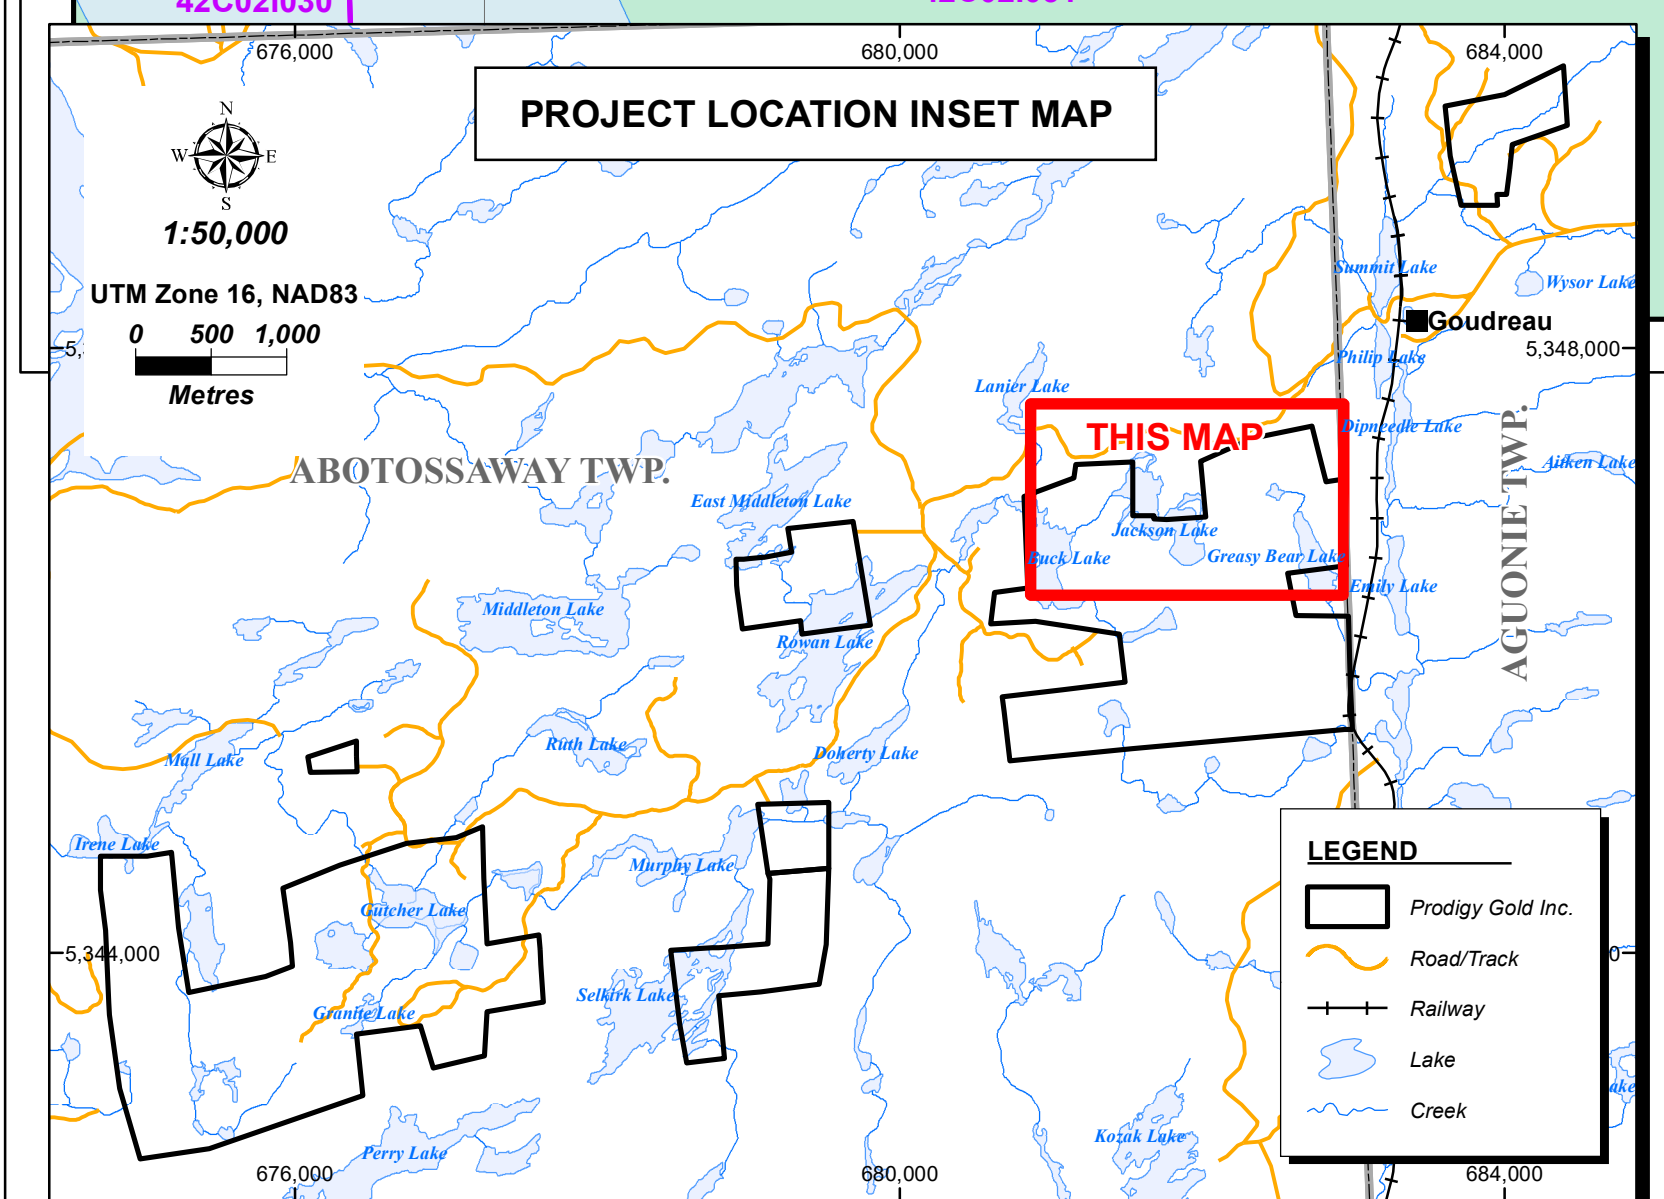 42C02I030
676,000
680,000
684,000
PROJECT LOCATION INSET MAP
N
W
E
S
1:50,000
UTM Zone 16, NAD83
0 500 1,000
Metres
Summit Lake
Wysor Lake
Goudreau
5,348,000
Philip Lake
Lanier Lake
THIS MAP
Dipneedle Lake
ABOTOSSAWAY TWP.
AGUONIE TWP.
Aitken Lake
East Middleton Lake
Jackson Lake
Buck Lake
Greasy Bear Lake
Emily Lake
Middleton Lake
Rowan Lake
Ruth Lake
Doherty Lake
Mall Lake
Irene Lake
Murphy Lake
Gutcher Lake
5,344,000
Selkirk Lake
Granite Lake
Kozak Lake
Perry Lake
LEGEND
Prodigy Gold Inc.
Road/Track
Railway
Lake
Creek
676,000
680,000
684,000